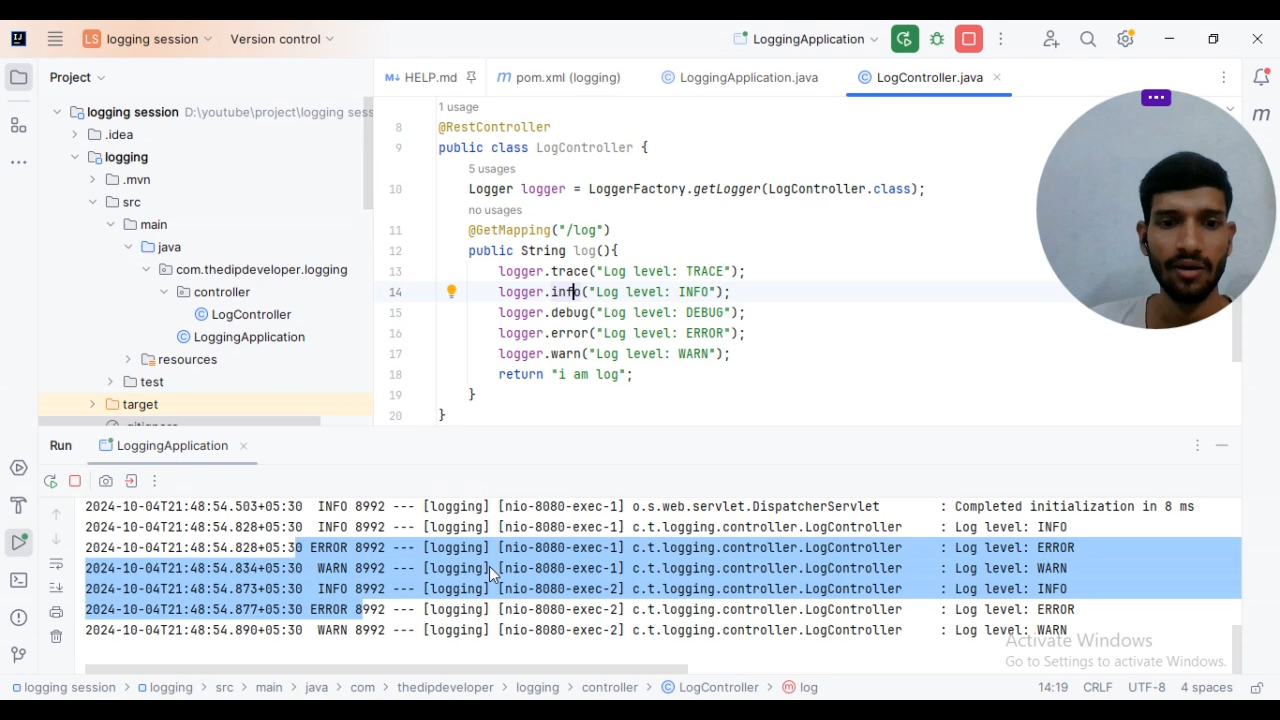 LS logging session Version control LoggingApplication
Project
HELP.md pom.xml (logging) LoggingApplication.java LogController.java
logging session D:\youtube\project\logging sess
.idea
logging
.mvn
src
main
java
com.thedipdeveloper.logging
controller
LogController
LoggingApplication
resources
test
target
.gitignore
1 usage
8 @RestController
9 public class LogController {
5 usages
10 Logger logger = LoggerFactory.getLogger(LogController.class);
no usages
11 @GetMapping("/log")
12 public String log(){
13 logger.trace("Log level: TRACE");
14 logger.info("Log level: INFO");
15 logger.debug("Log level: DEBUG");
16 logger.error("Log level: ERROR");
17 logger.warn("Log level: WARN");
18 return "i am log";
19 }
20 }
Run LoggingApplication
2024-10-04T21:48:54.503+05:30 INFO 8992 --- [logging] [nio-8080-exec-1] o.s.web.servlet.DispatcherServlet : Completed initialization in 8 ms
2024-10-04T21:48:54.828+05:30 INFO 8992 --- [logging] [nio-8080-exec-1] c.t.logging.controller.LogController : Log level: INFO
2024-10-04T21:48:54.828+05:30 ERROR 8992 --- [logging] [nio-8080-exec-1] c.t.logging.controller.LogController : Log level: ERROR
2024-10-04T21:48:54.834+05:30 WARN 8992 --- [logging] [nio-8080-exec-1] c.t.logging.controller.LogController : Log level: WARN
2024-10-04T21:48:54.873+05:30 INFO 8992 --- [logging] [nio-8080-exec-2] c.t.logging.controller.LogController : Log level: INFO
2024-10-04T21:48:54.877+05:30 ERROR 8992 --- [logging] [nio-8080-exec-2] c.t.logging.controller.LogController : Log level: ERROR
2024-10-04T21:48:54.890+05:30 WARN 8992 --- [logging] [nio-8080-exec-2] c.t.logging.controller.LogController : Log level: WARN
Activate Windows
Go to Settings to activate Windows.
logging session > logging > src > main > java > com > thedipdeveloper > logging > controller > LogController > log 14:19 CRLF UTF-8 4 spaces